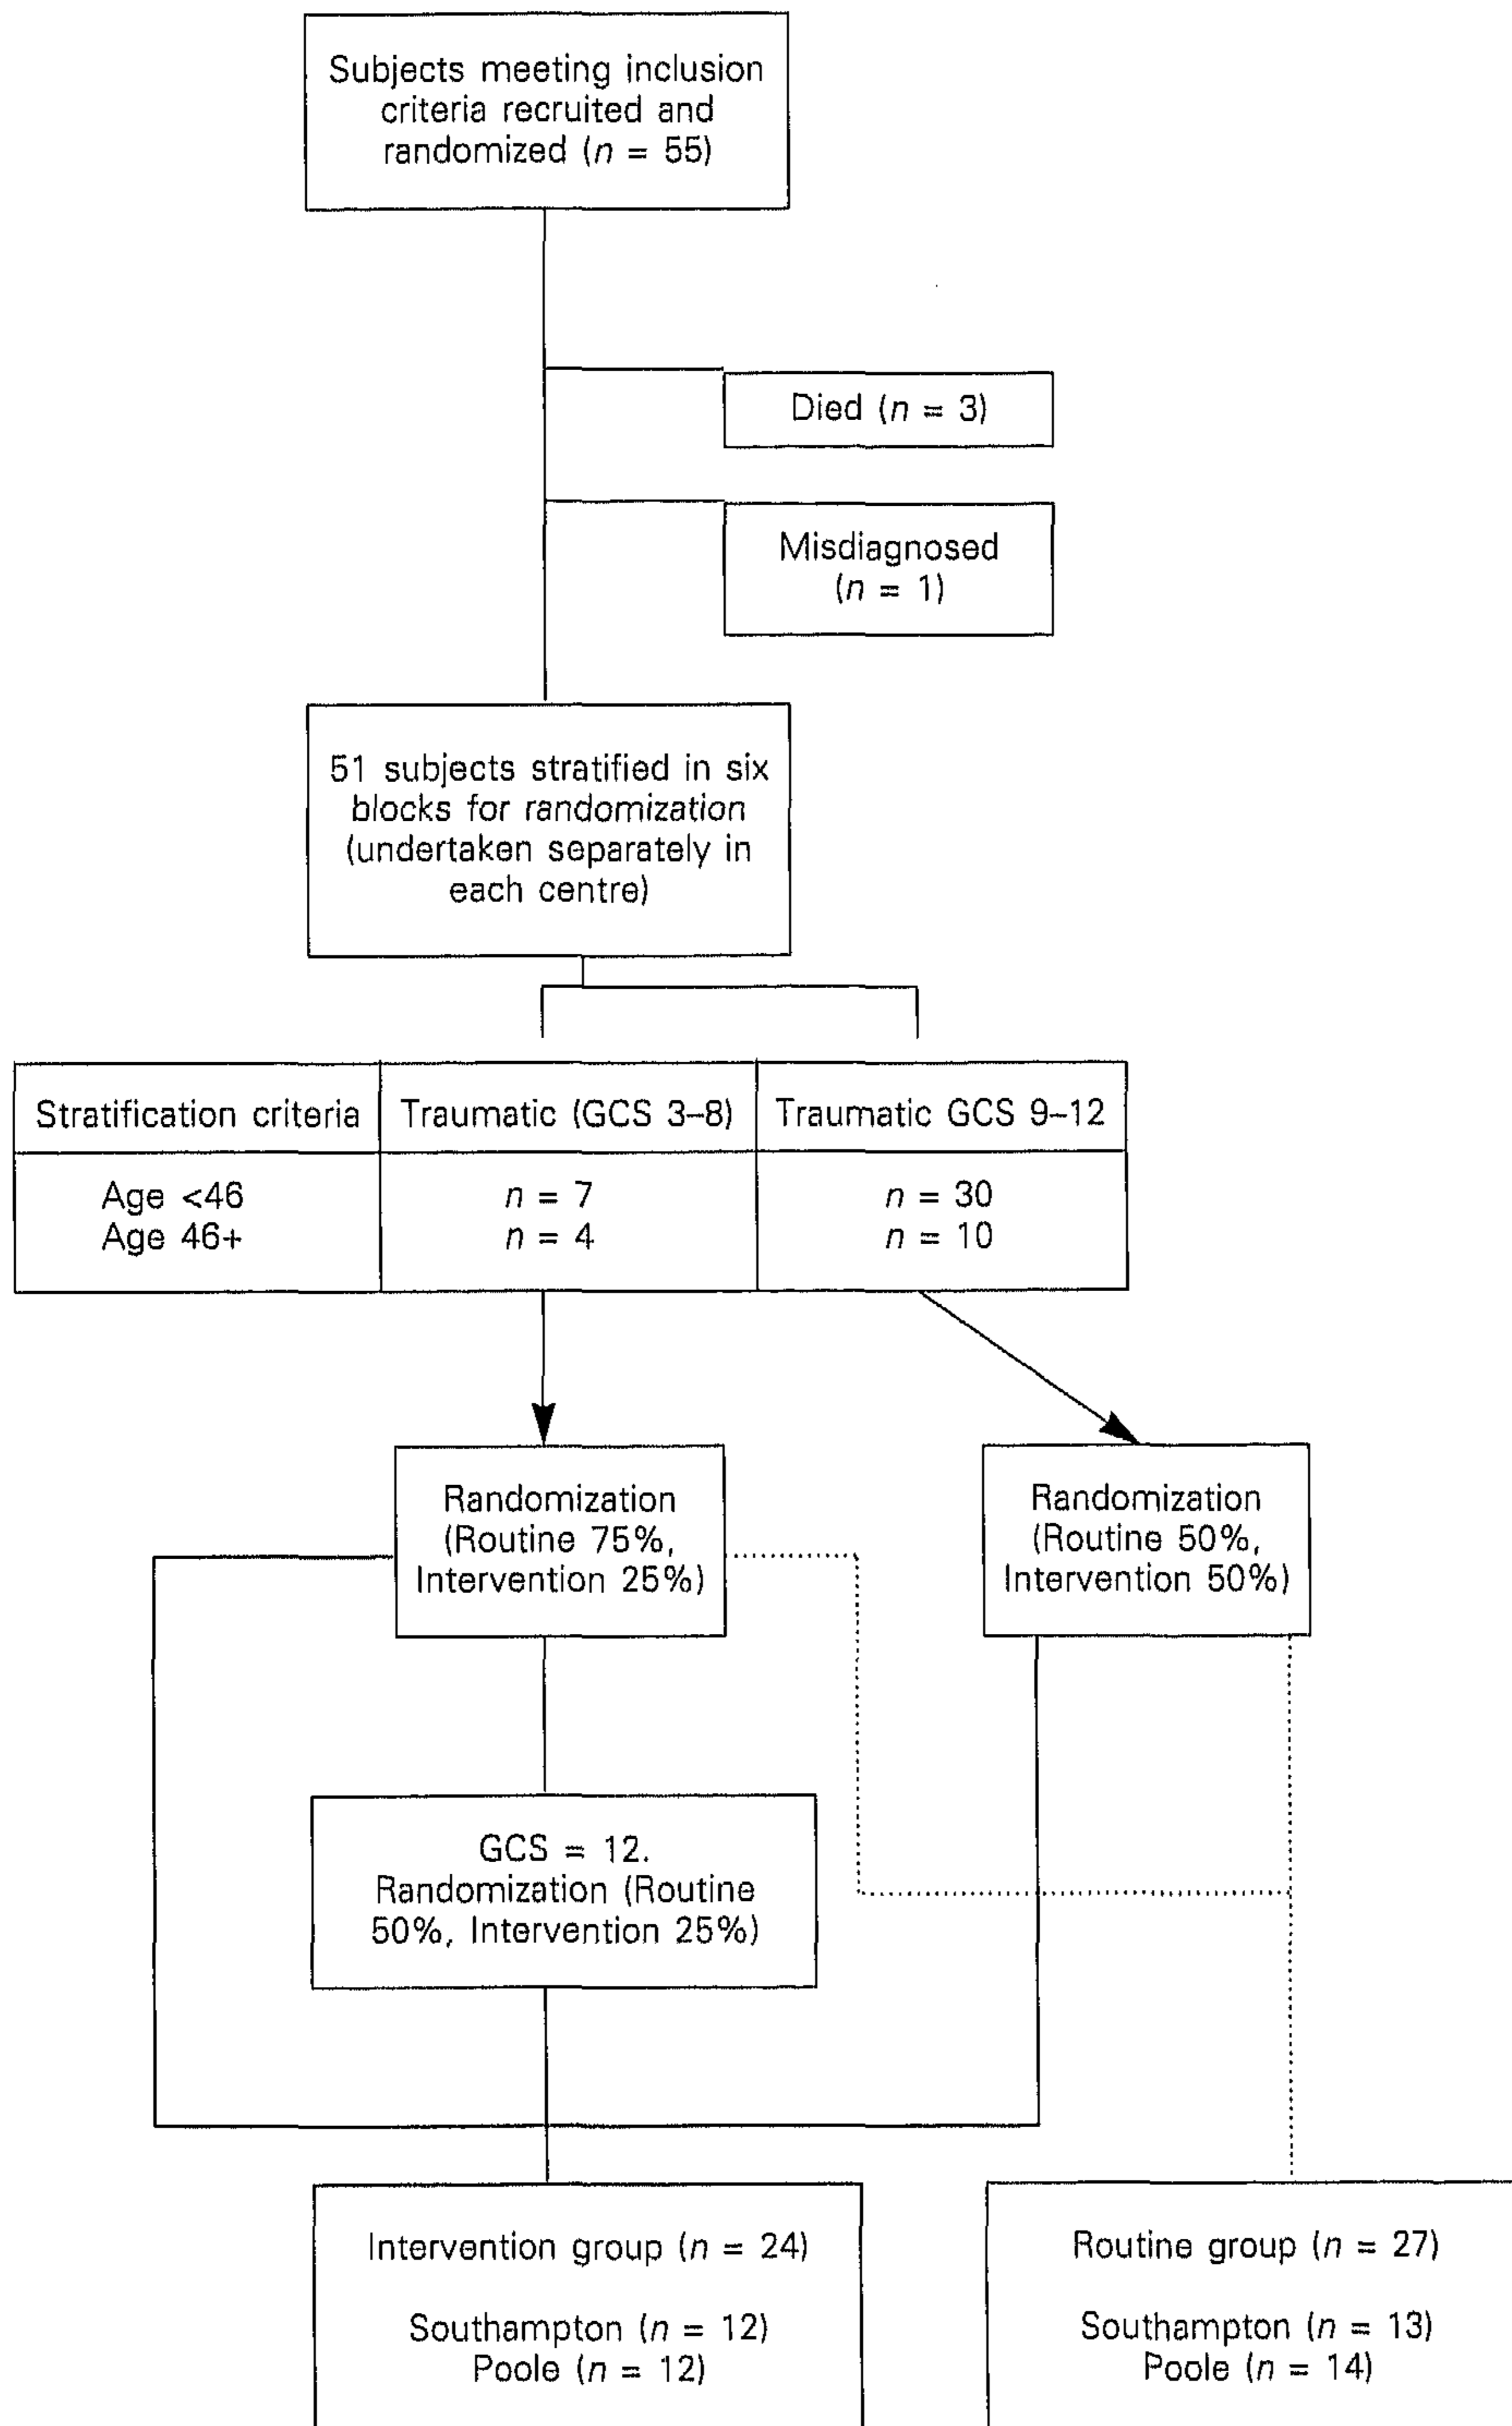 Subjects meeting inclusion
criteria recruited and
randomized (n = 55)
Died (n = 3)
Misdiagnosed
(n = 1)
51 subjects stratified in six
blocks for randomization
(undertaken separately in
each centre)
Stratification criteria Traumatic (GCS 3–8) Traumatic GCS 9–12
Age <46 n = 7 n = 30
Age 46+ n = 4 n = 10
Randomization
(Routine 75%,
Intervention 25%)
Randomization
(Routine 50%,
Intervention 50%)
GCS = 12.
Randomization (Routine
50%, Intervention 25%)
Intervention group (n = 24)
Southampton (n = 12)
Poole (n = 12)
Routine group (n = 27)
Southampton (n = 13)
Poole (n = 14)